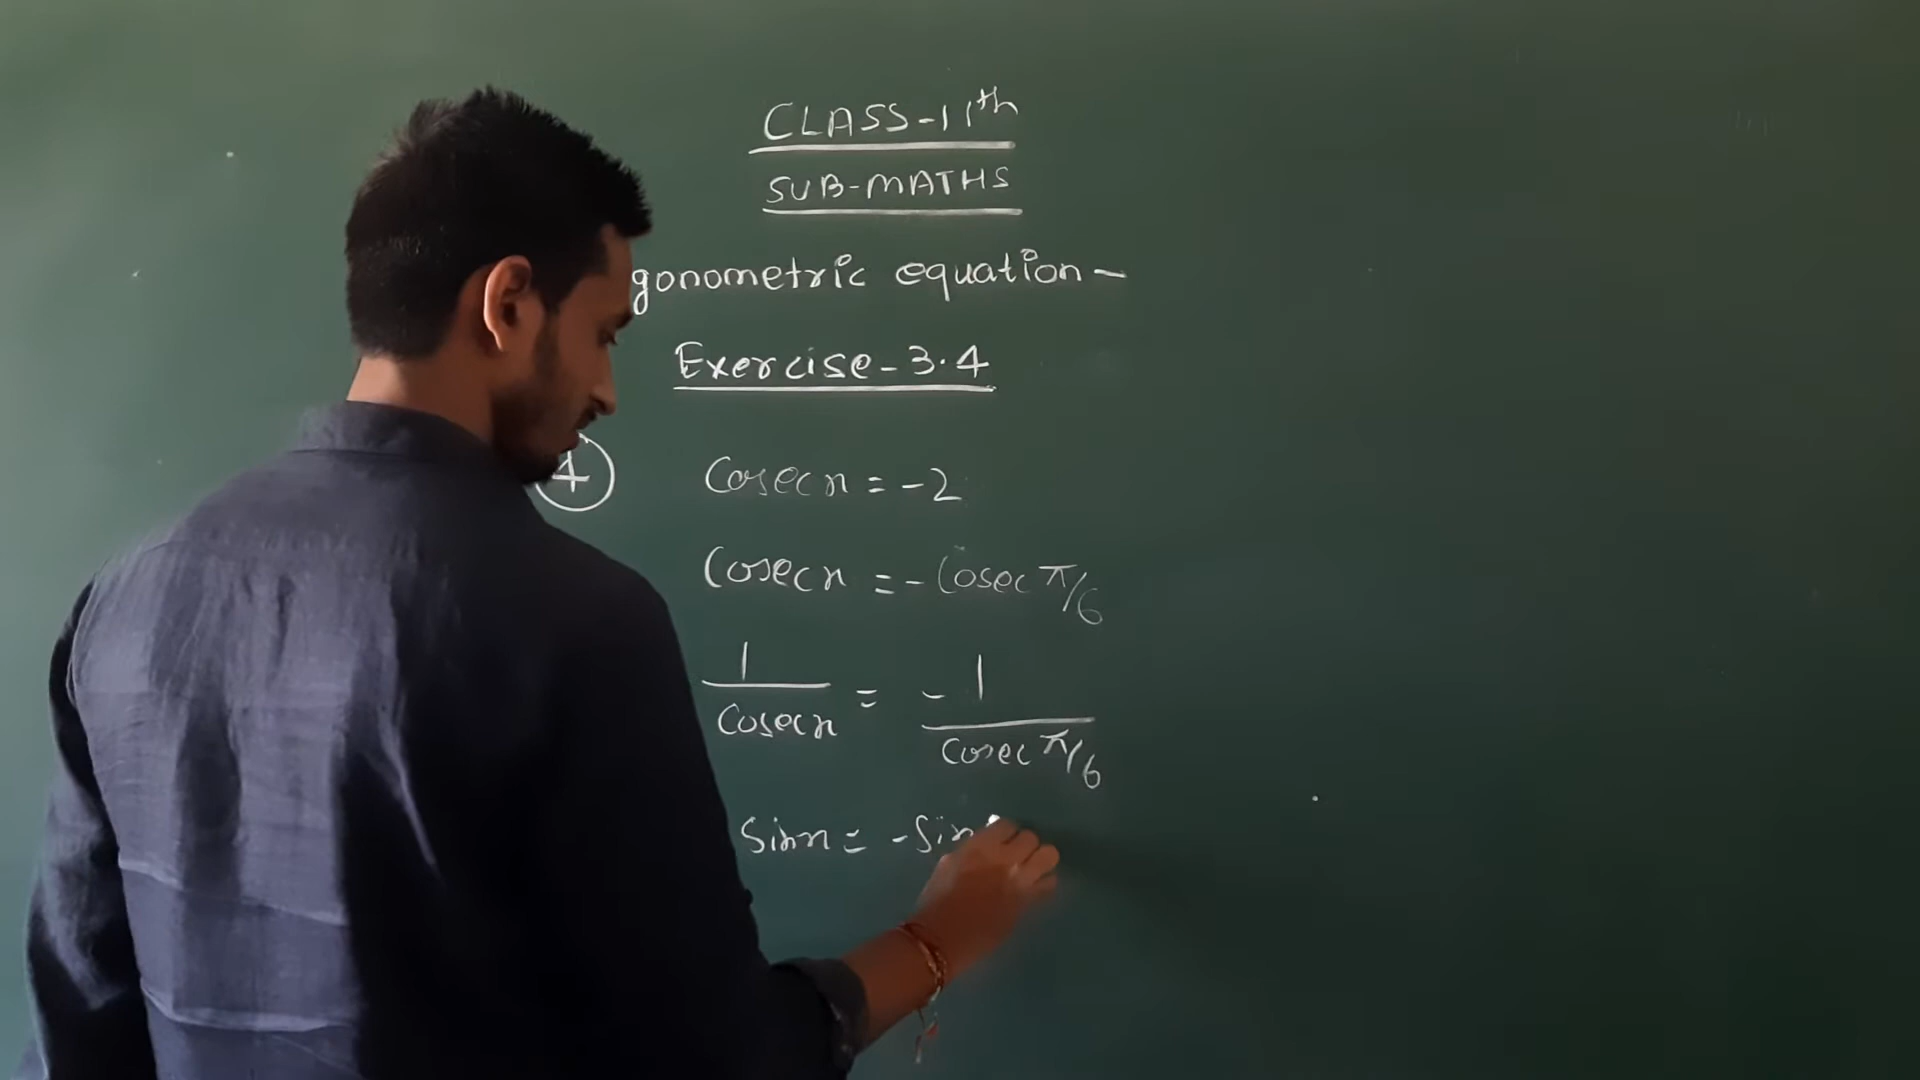 CLASS-11th
SUB-MATHS
gonometric equation-
Exercise-3.4
4 Cosecx = -2
Cosecx = - Cosec π/6
1/Cosecx = -1/Cosec π/6
Sinx = -Sin